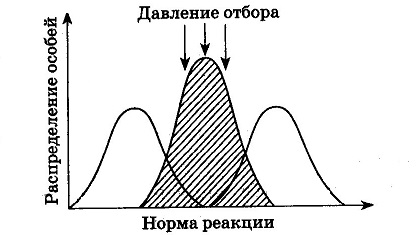 Давление отбора
Распределение особей
Норма реакции